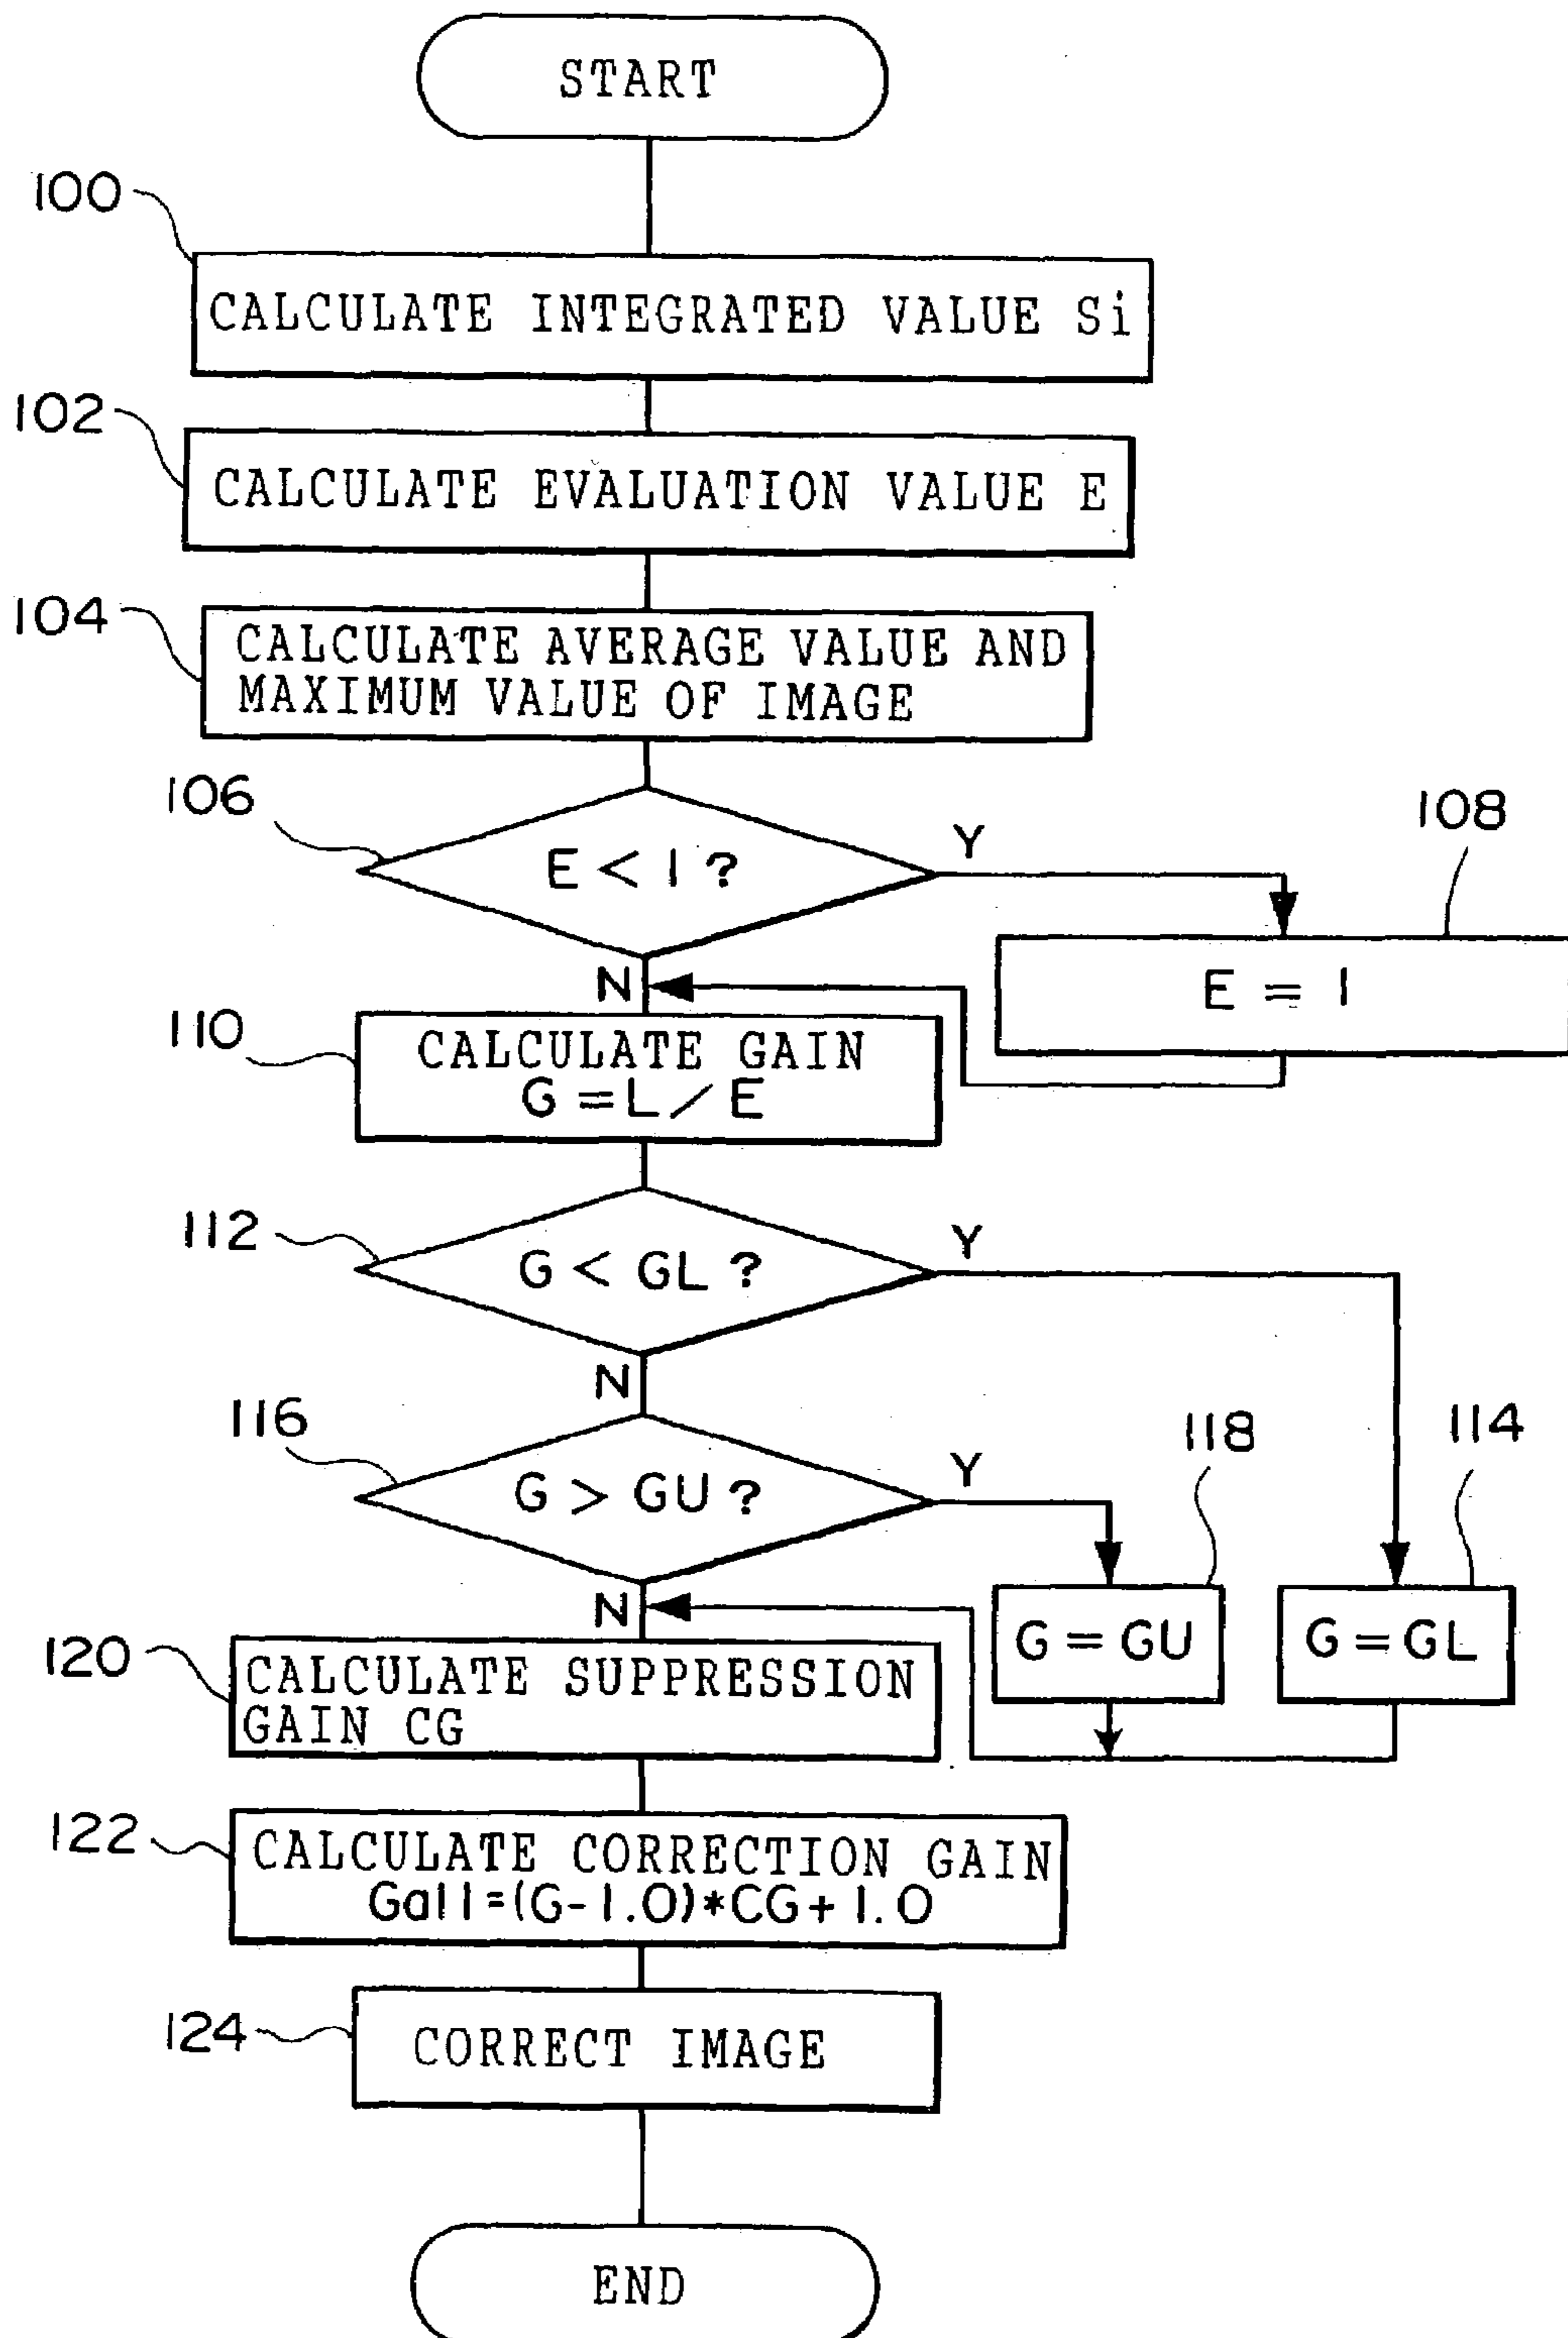 START
100
CALCULATE INTEGRATED VALUE Si
102
CALCULATE EVALUATION VALUE E
104
CALCULATE AVERAGE VALUE AND
MAXIMUM VALUE OF IMAGE
106
E < 1 ?
Y
108
E = 1
N
110
CALCULATE GAIN
G = L / E
112
G < GL ?
Y
N
116
G > GU ?
Y
118
G = GU
114
G = GL
N
120
CALCULATE SUPPRESSION
GAIN CG
122
CALCULATE CORRECTION GAIN
Gall=(G-1.0)*CG+1.0
124
CORRECT IMAGE
END